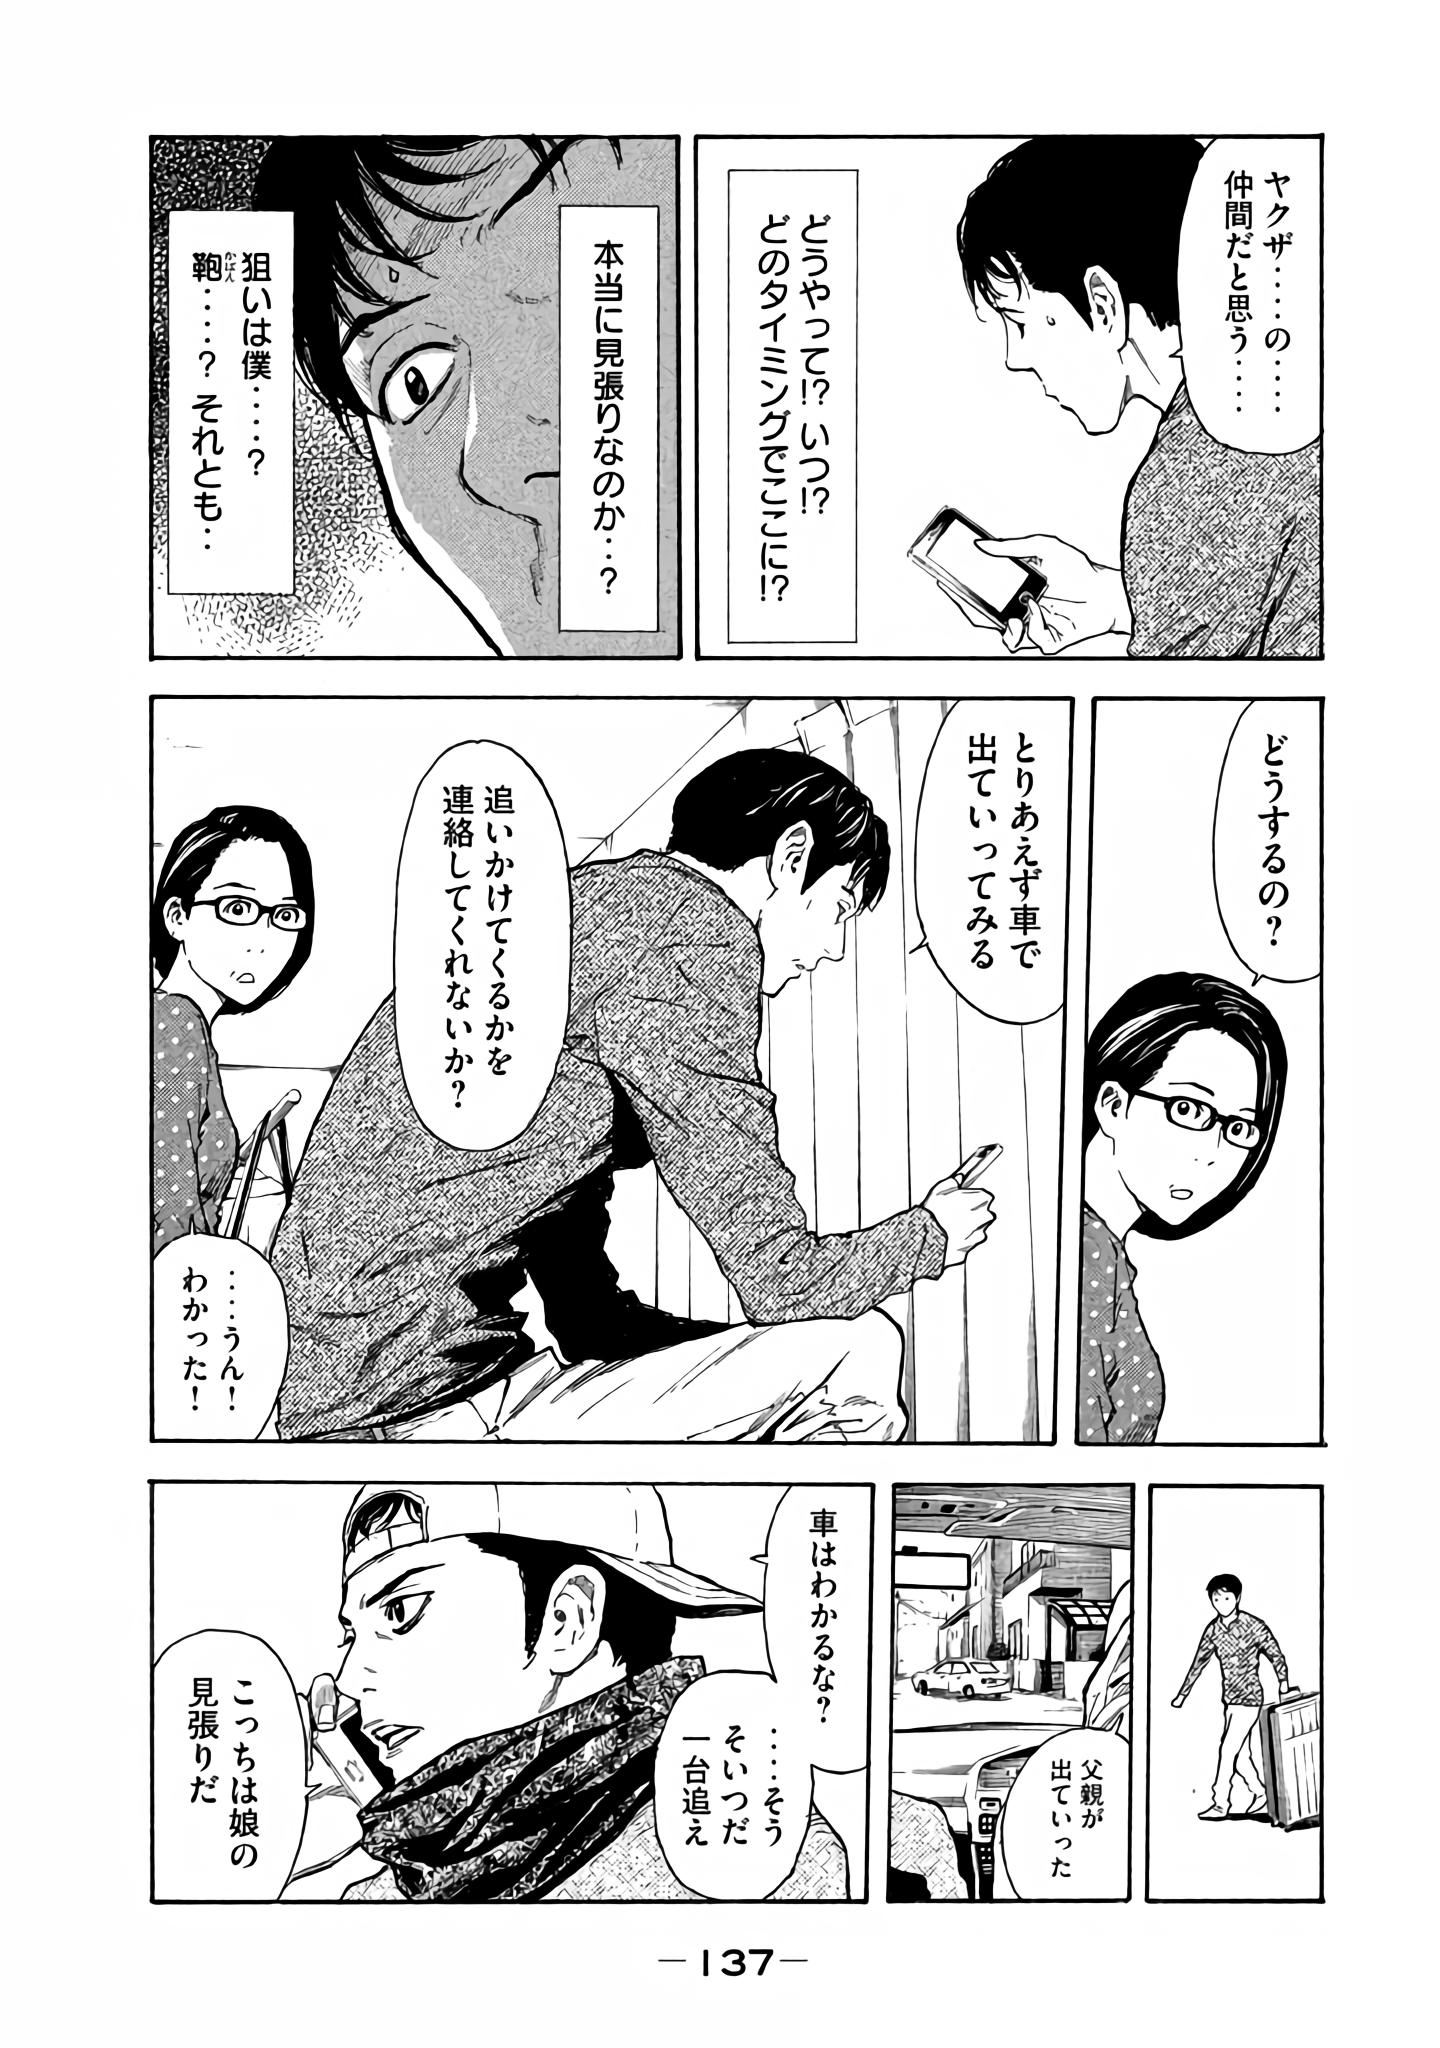 ヤクザ‥‥の‥‥
仲間だと思う‥‥
どうやって!? いつ!?
どのタイミングでここに!?
本当に見張りなのか‥‥?
狙いは僕‥‥?
鞄‥‥? それとも‥
かばん
どうするの?
とりあえず車で
出ていってみる
追いかけてくるかを
連絡してくれないか?
‥‥うん!
わかった!
父親が
出ていった
車はわかるな?
‥‥そう
そいつだ
一台追え
こっちは娘の
見張りだ
―137―